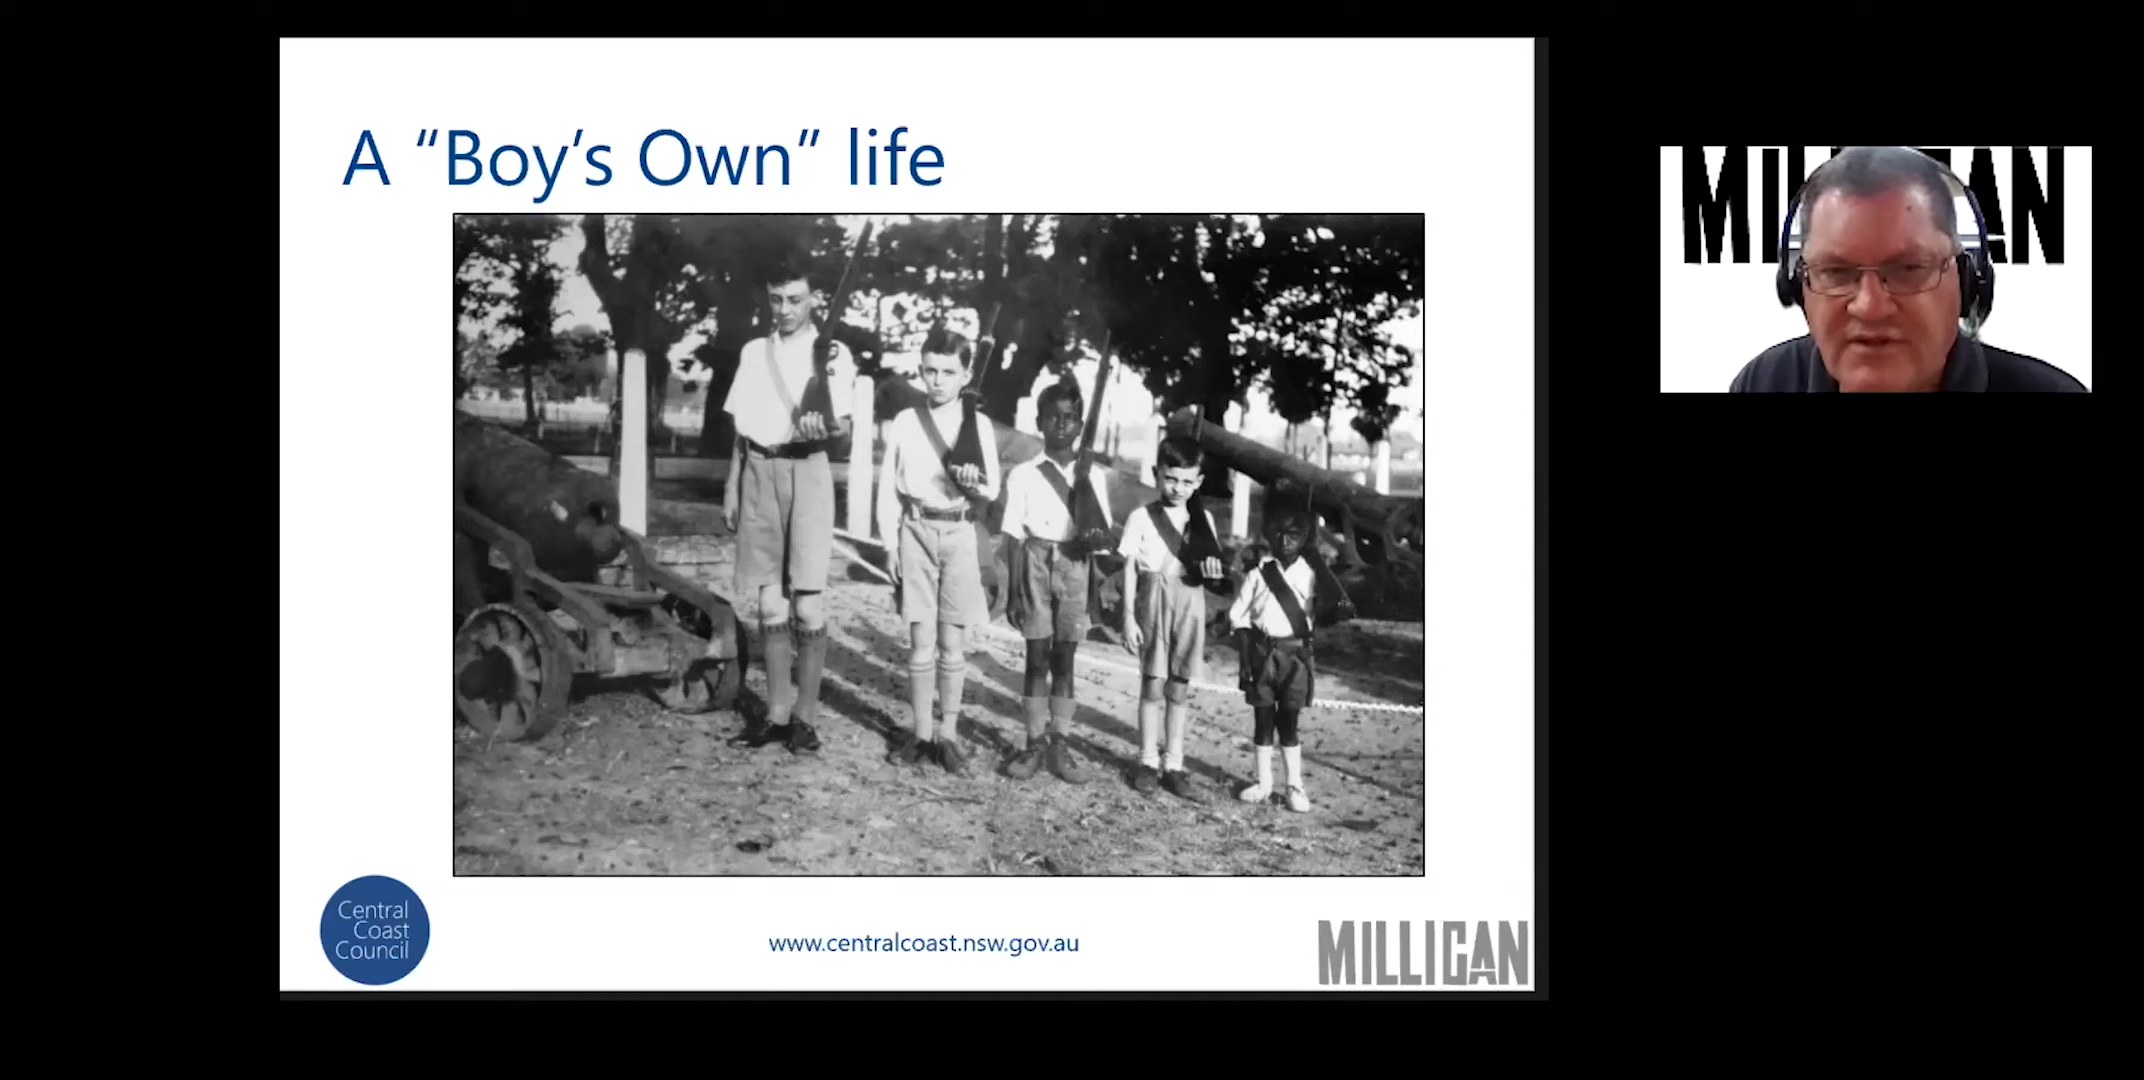 A “Boy’s Own” life
MILLIGAN
Central
Coast
Council
www.centralcoast.nsw.gov.au
MILLIGAN